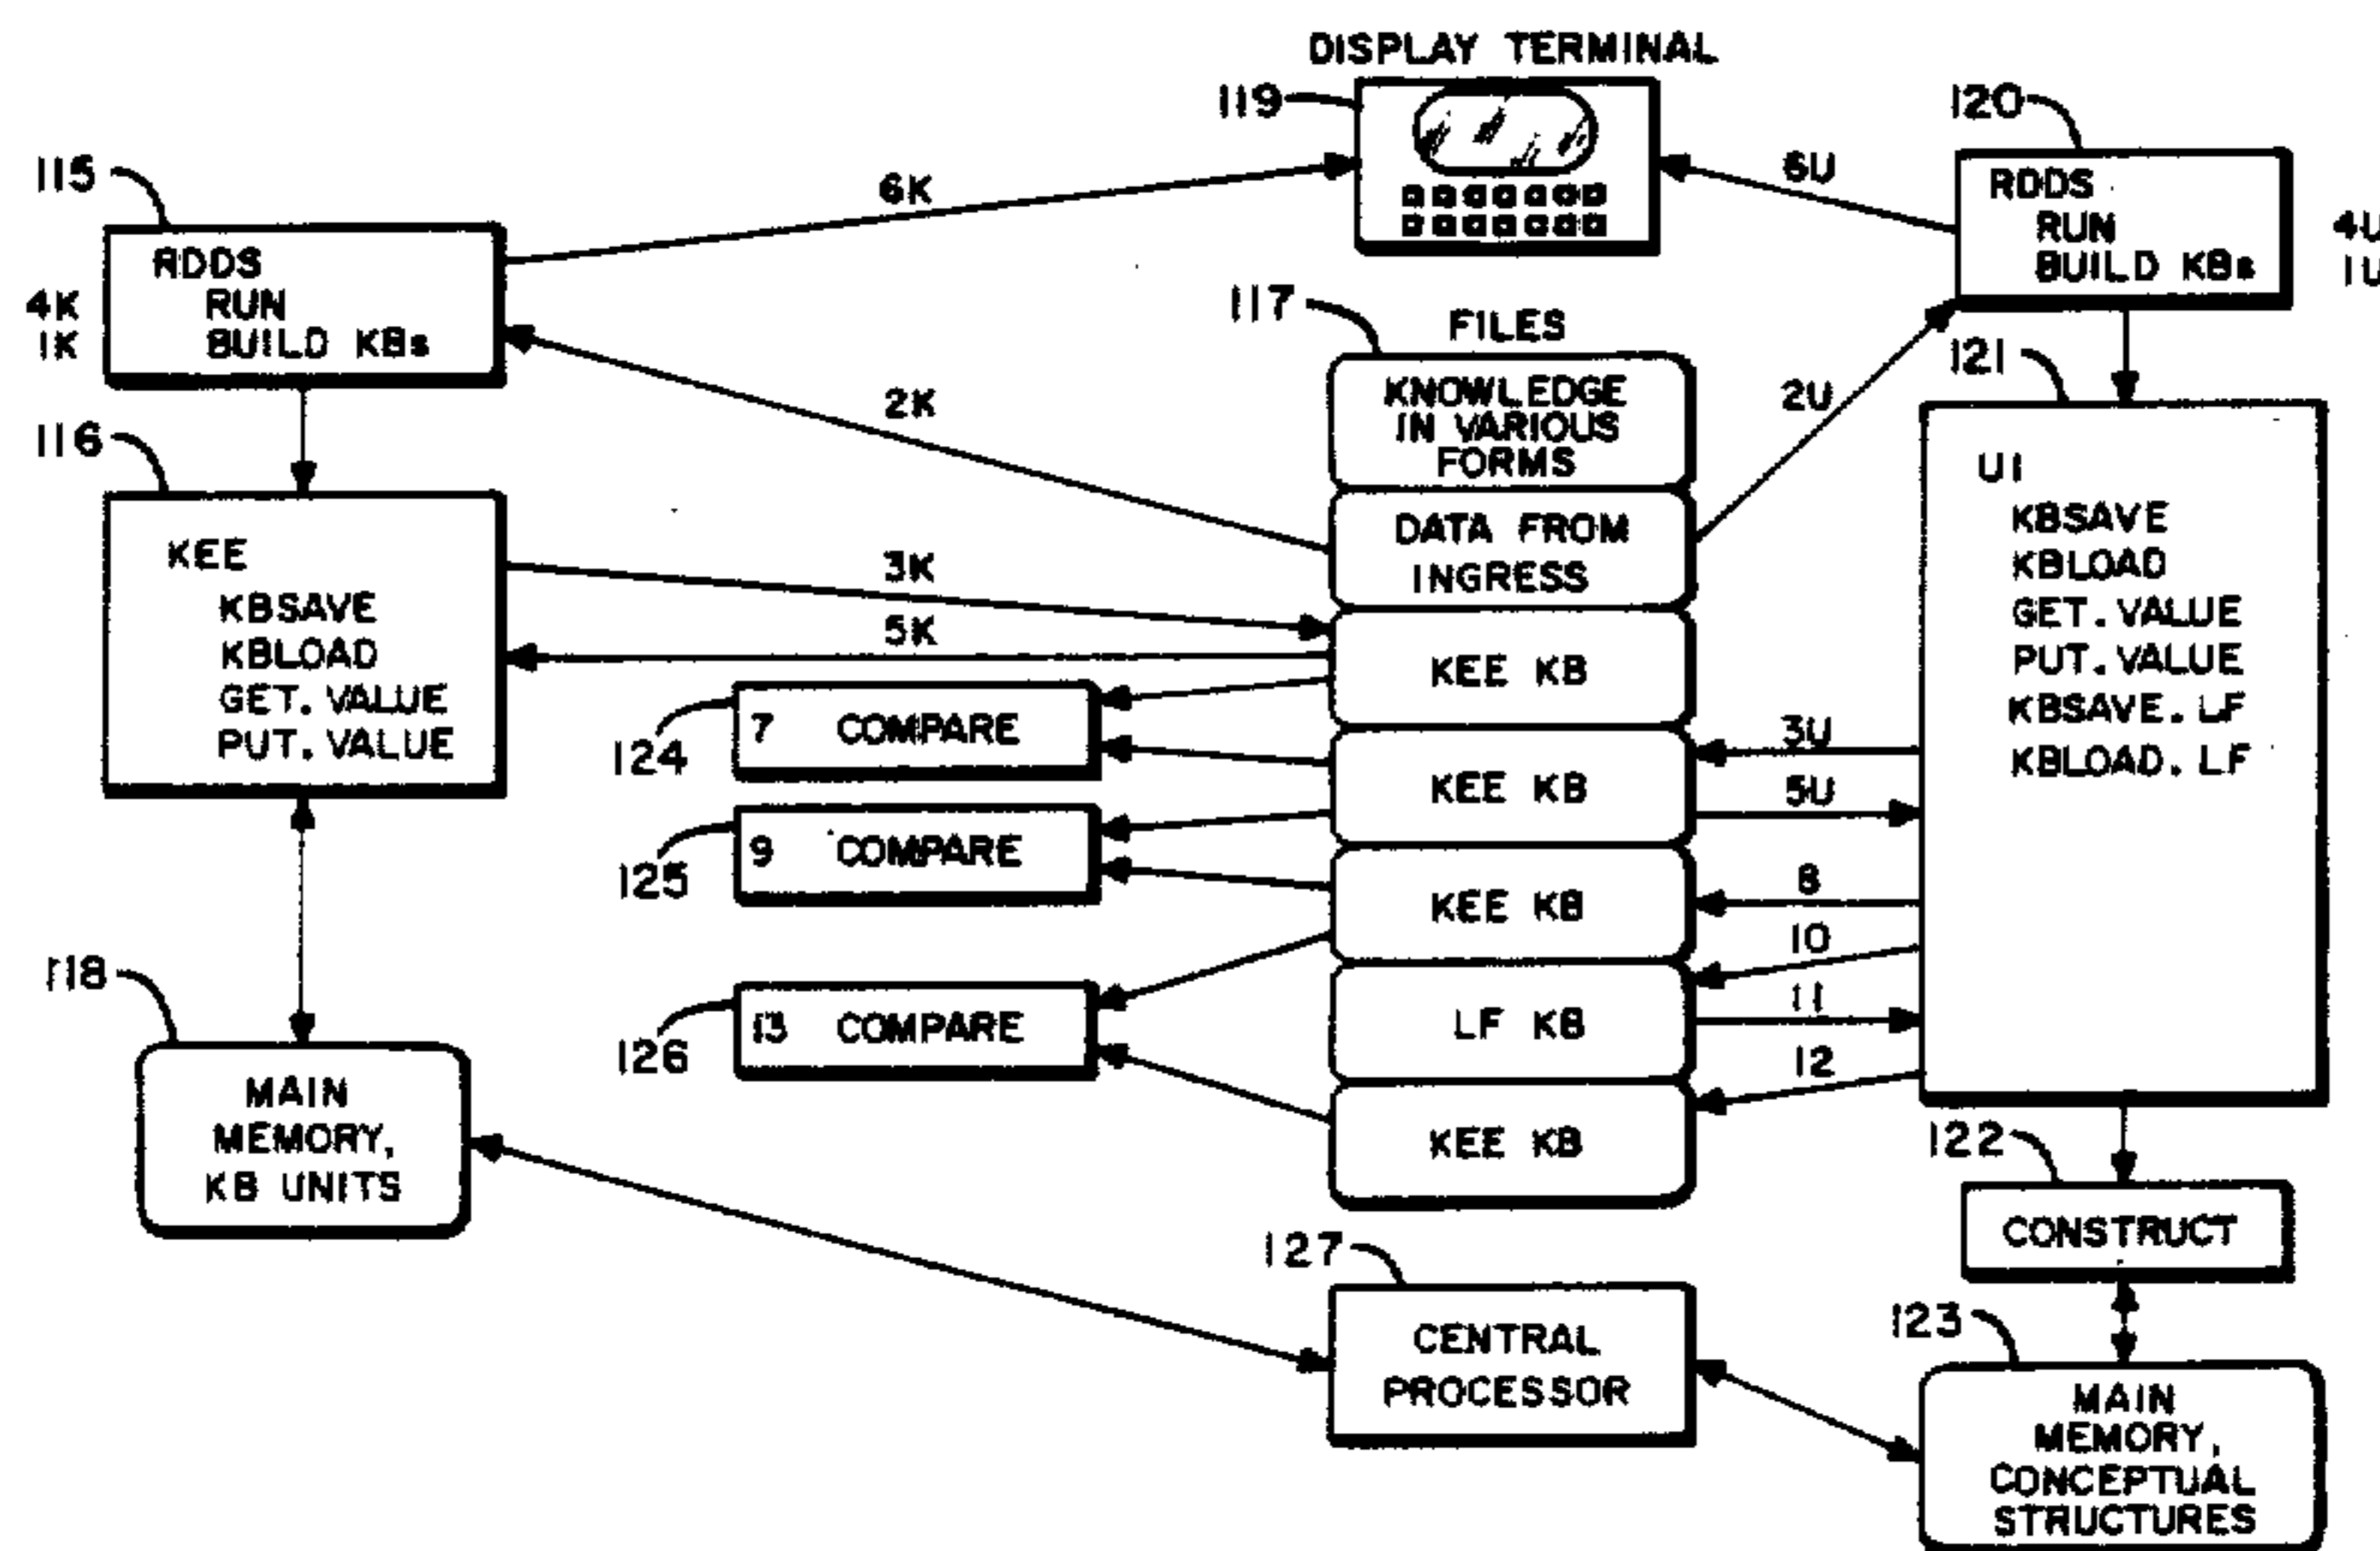 DISPLAY TERMINAL
119
120
115
6K
6U
RDDS
RUN
BUILD KBs
4U
1U
RDDS
RUN
BUILD KBs
4K
1K
117
FILES
121
2K
2U
KNOWLEDGE
IN VARIOUS
FORMS
116
DATA FROM
INGRESS
KEE
KBSAVE
KBLOAD
GET.VALUE
PUT.VALUE
3K
5K
UI
KBSAVE
KBLOAD
GET.VALUE
PUT.VALUE
KBSAVE.LF
KBLOAD.LF
KEE KB
7 COMPARE
124
KEE KB
3U
5U
9 COMPARE
125
KEE KB
8
10
118
13 COMPARE
126
LF KB
11
12
MAIN
MEMORY,
KB UNITS
KEE KB
122
CONSTRUCT
127
CENTRAL
PROCESSOR
123
MAIN
MEMORY,
CONCEPTUAL
STRUCTURES